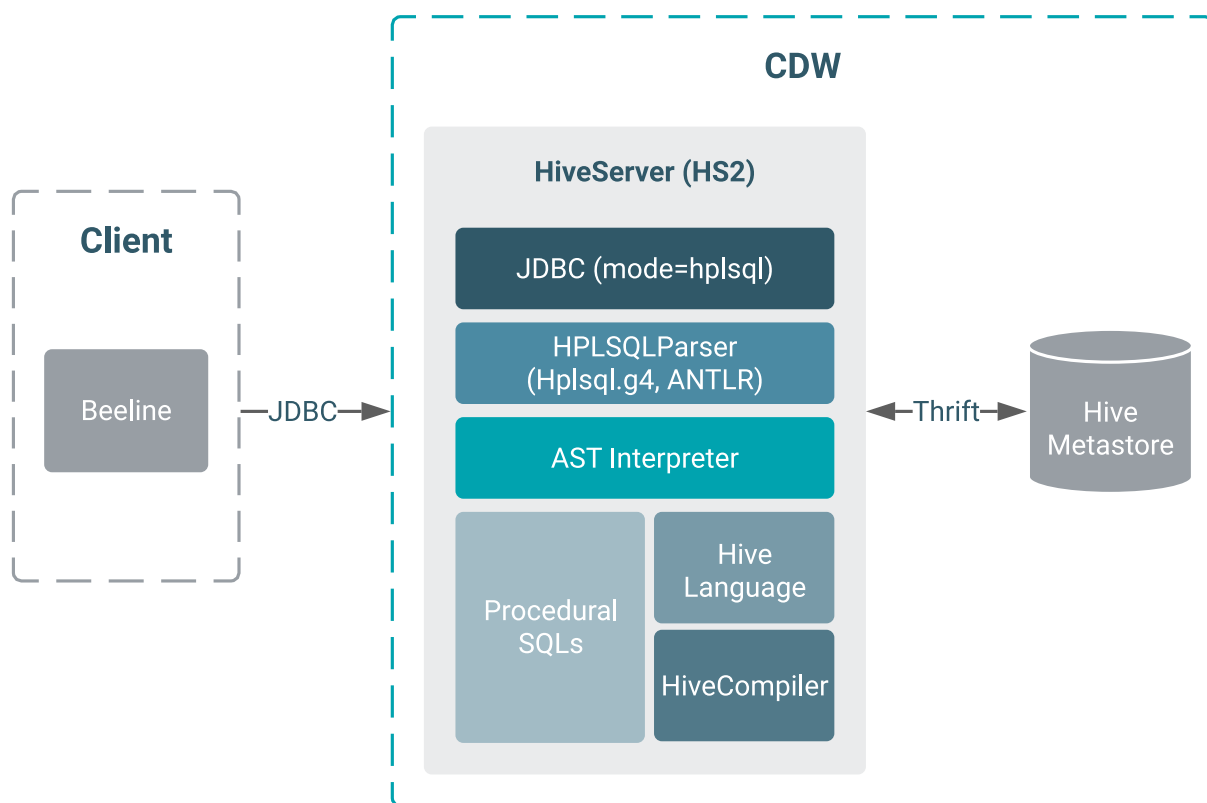 CDW
HiveServer (HS2)
Client
JDBC (mode=hplsql)
HPLSQLParser
(Hplsql.g4, ANTLR)
Beeline
JDBC
AST Interpreter
Thrift
Hive
Metastore
Procedural
SQLs
Hive
Language
HiveCompiler